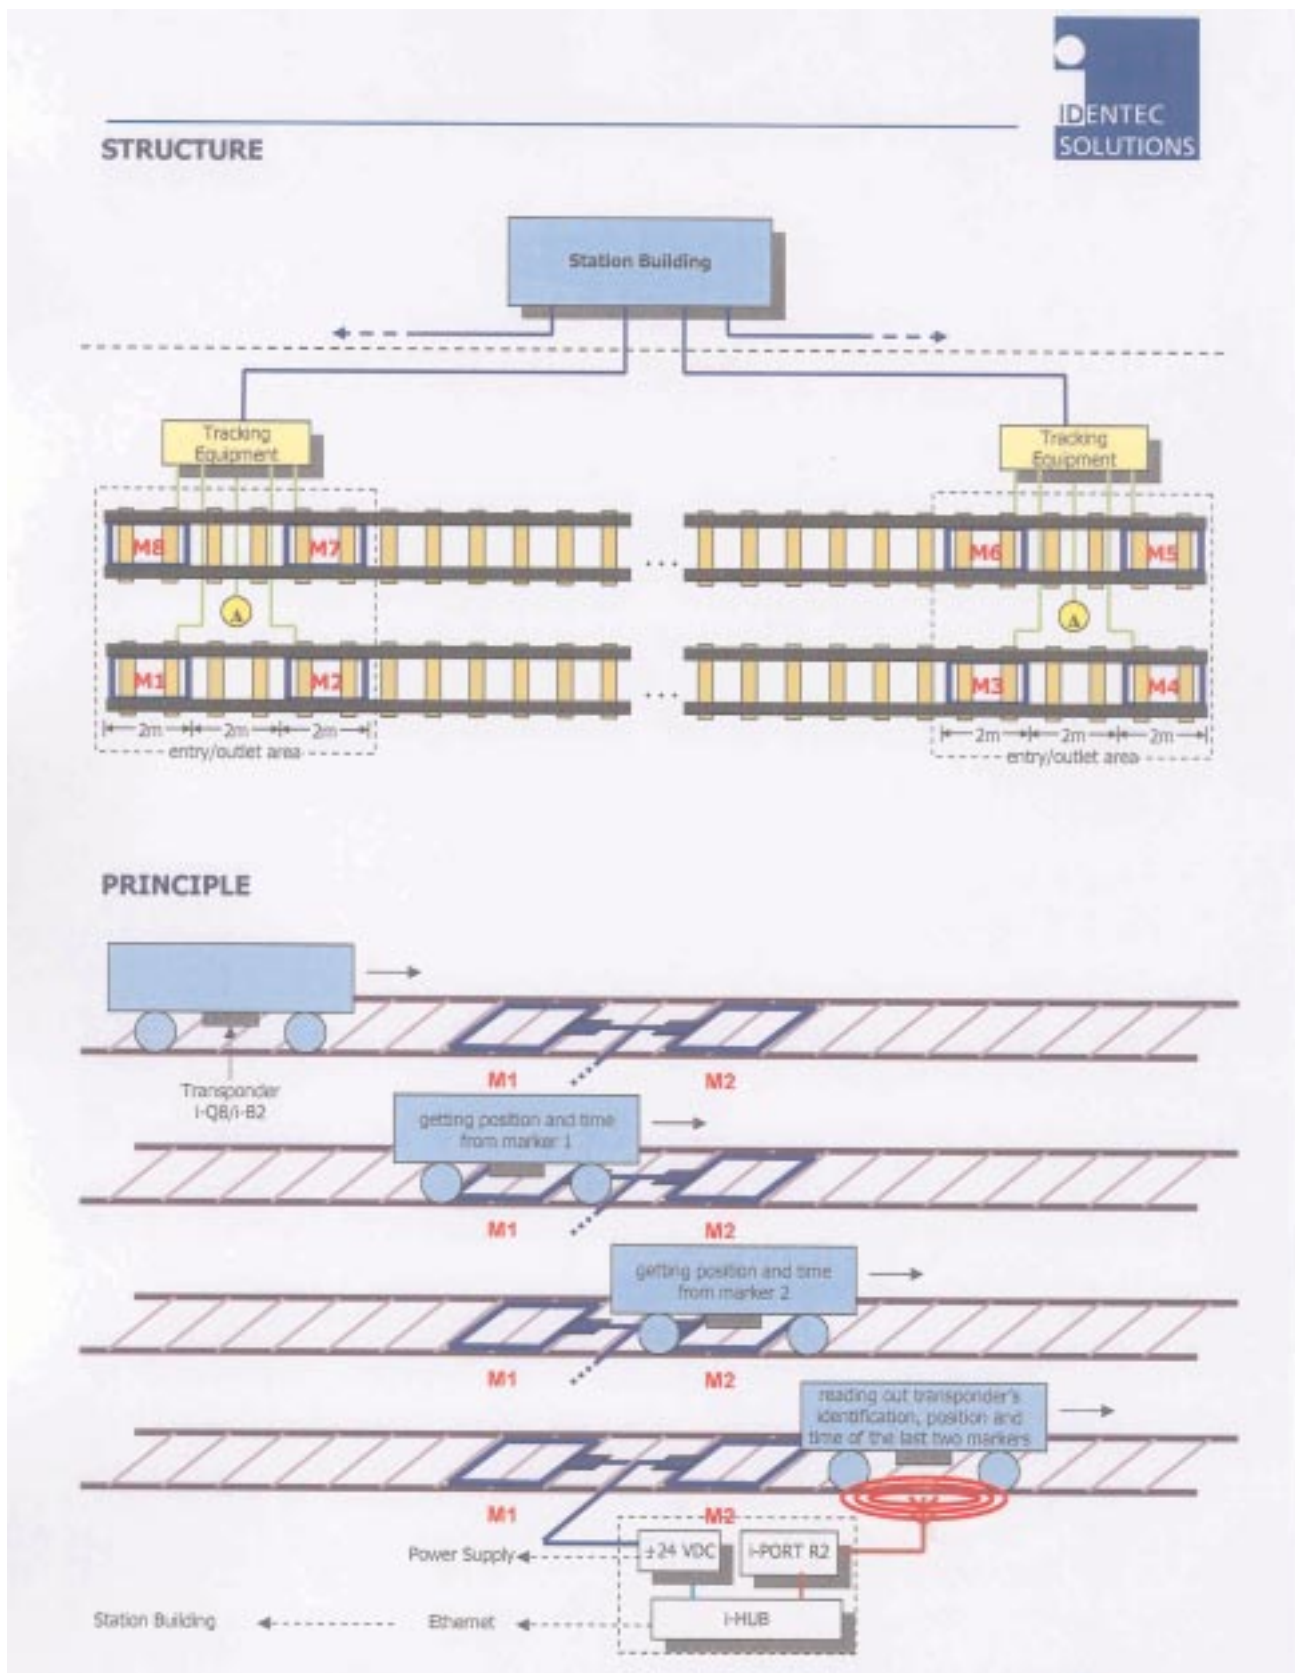 IDENTEC
SOLUTIONS
STRUCTURE
Station Building
Tracking
Equipment
Tracking
Equipment
M8
M7
...
M6
M5
A
A
M1
M2
...
M3
M4
2m
2m
2m
2m
2m
2m
entry/outlet area
entry/outlet area
PRINCIPLE
M1
M2
Transponder
i-Q8/i-B2
getting position and time
from marker 1
M1
M2
getting position and time
from marker 2
M1
M2
reading out transponder's
identification, position and
time of the last two markers
M1
M2
Power Supply
±24 VDC
i-PORT R2
Station Building
Ethernet
i-HUB